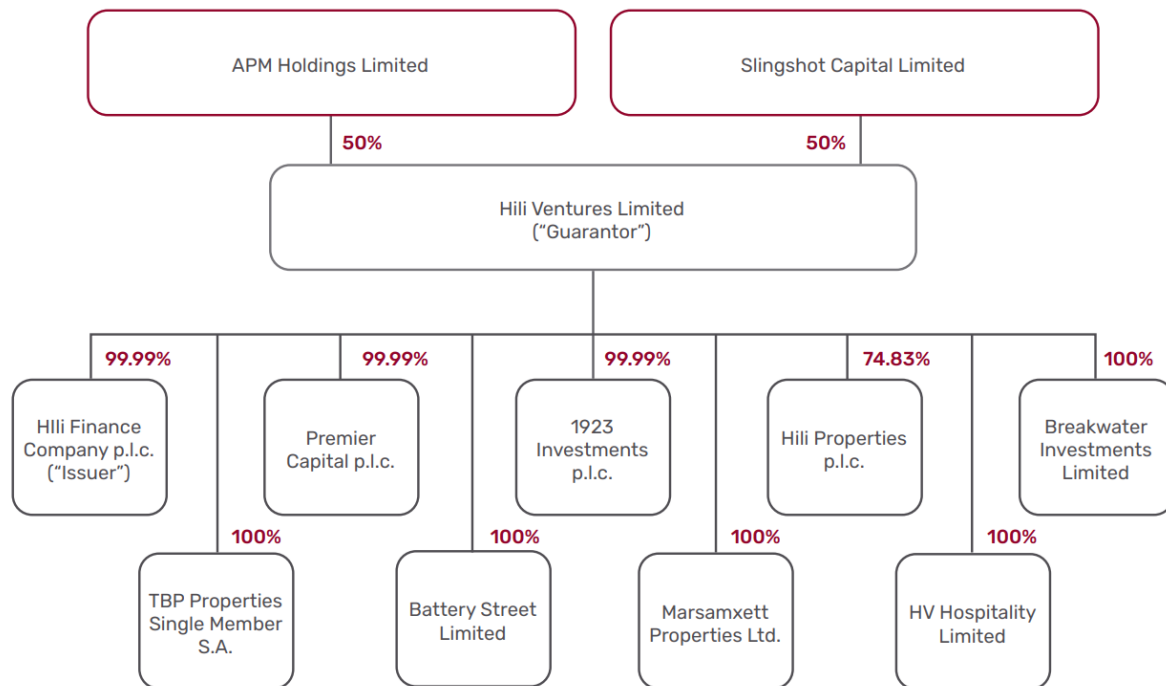 APM Holdings Limited
Slingshot Capital Limited
50%
50%
Hili Ventures Limited
(“Guarantor”)
99.99%
99.99%
99.99%
74.83%
100%
HIli Finance
Company p.l.c.
(“Issuer”)
Premier
Capital p.l.c.
1923
Investments
p.l.c.
Hili Properties
p.l.c.
Breakwater
Investments
Limited
100%
100%
100%
100%
TBP Properties
Single Member
S.A.
Battery Street
Limited
Marsamxett
Properties Ltd.
HV Hospitality
Limited